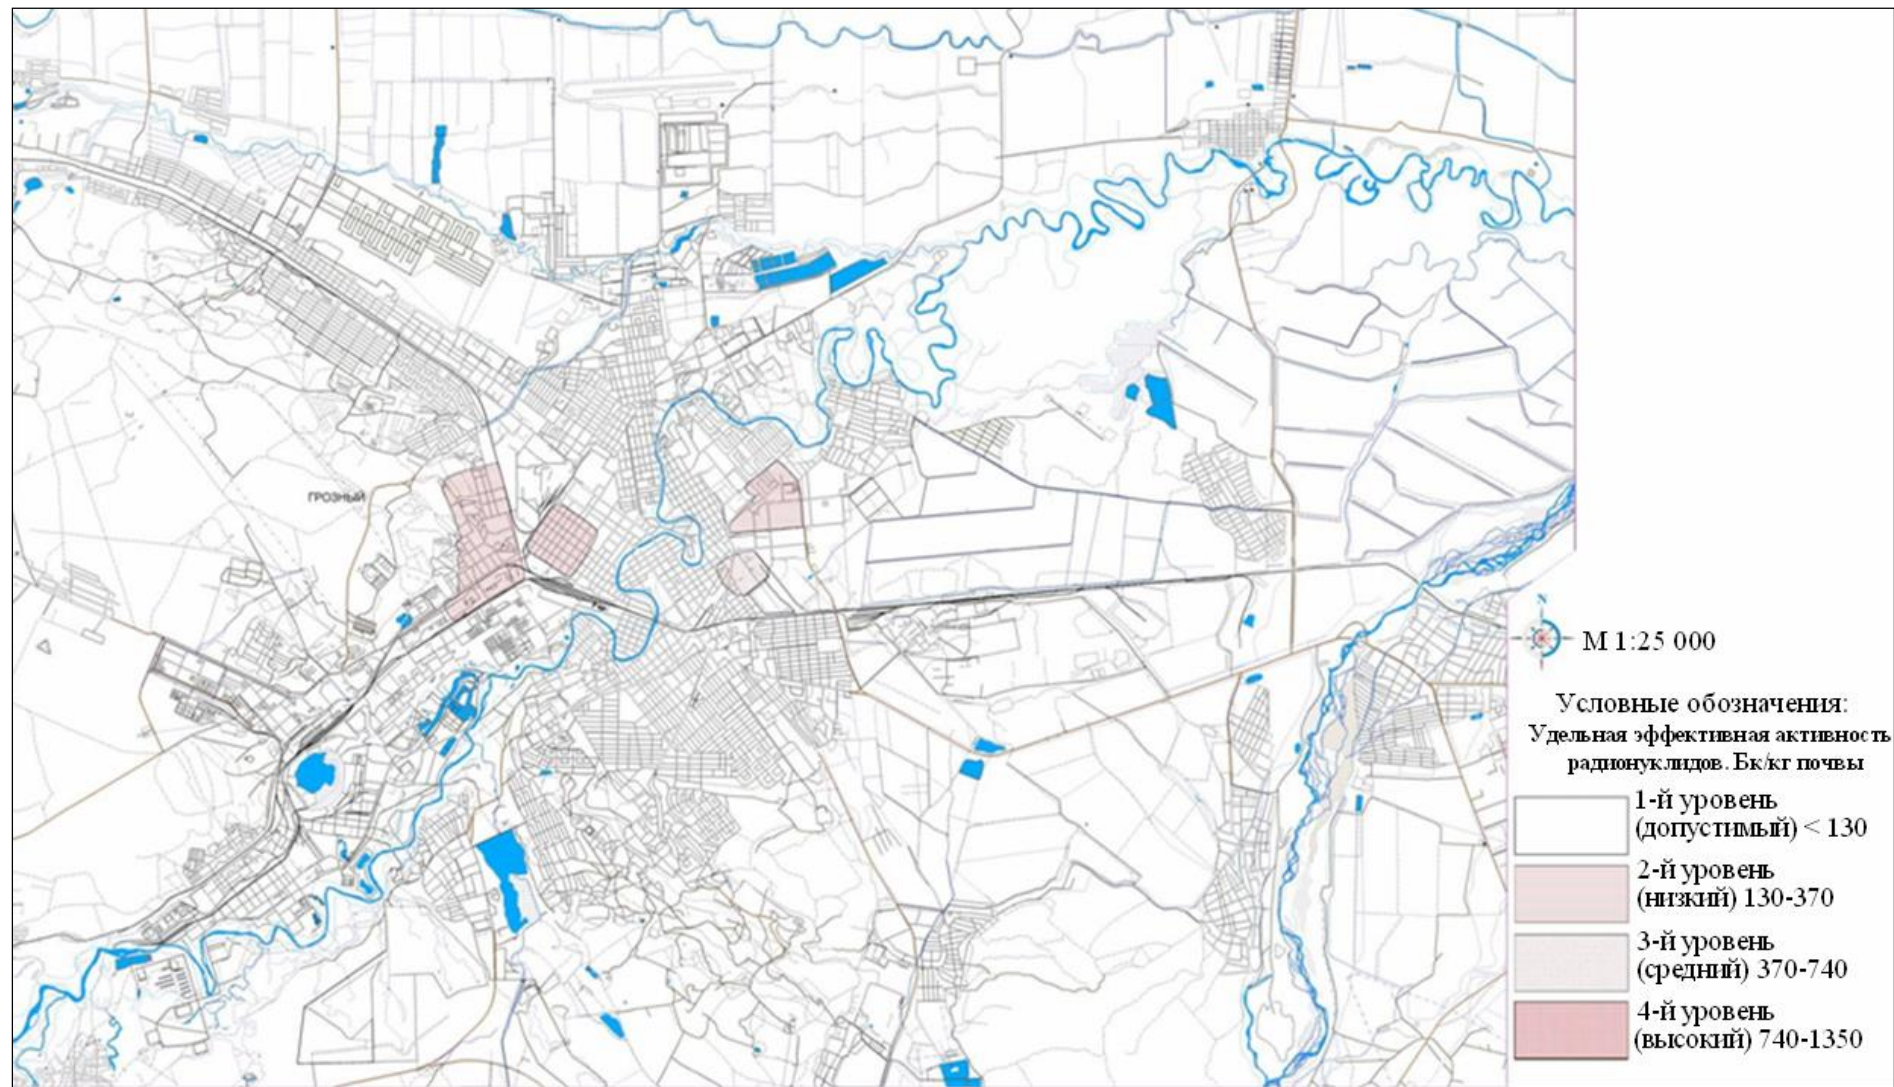 ГРОЗНЫЙ
N
М 1:25 000
Условные обозначения:
Удельная эффективная активность
радионуклидов. Бк/кг почвы
1-й уровень
(допустимый) < 130
2-й уровень
(низкий) 130-370
3-й уровень
(средний) 370-740
4-й уровень
(высокий) 740-1350